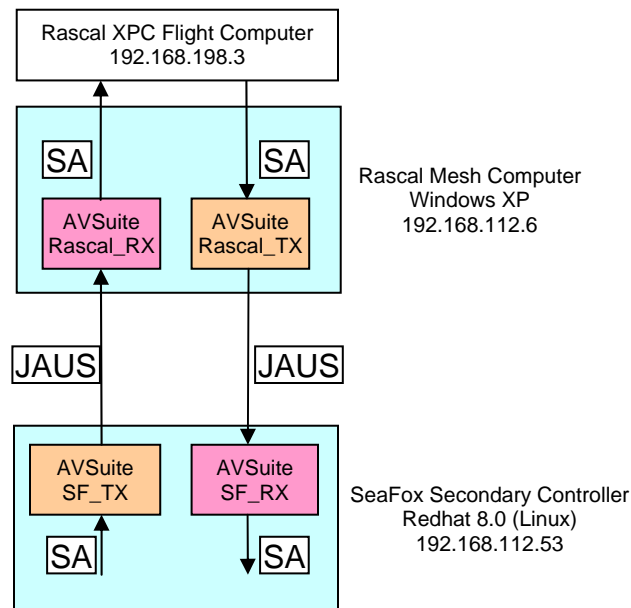 Rascal XPC Flight Computer
192.168.198.3
SA
SA
Rascal Mesh Computer
Windows XP
192.168.112.6
AVSuite
Rascal_RX
AVSuite
Rascal_TX
JAUS
JAUS
AVSuite
SF_TX
AVSuite
SF_RX
SeaFox Secondary Controller
Redhat 8.0 (Linux)
192.168.112.53
SA
SA